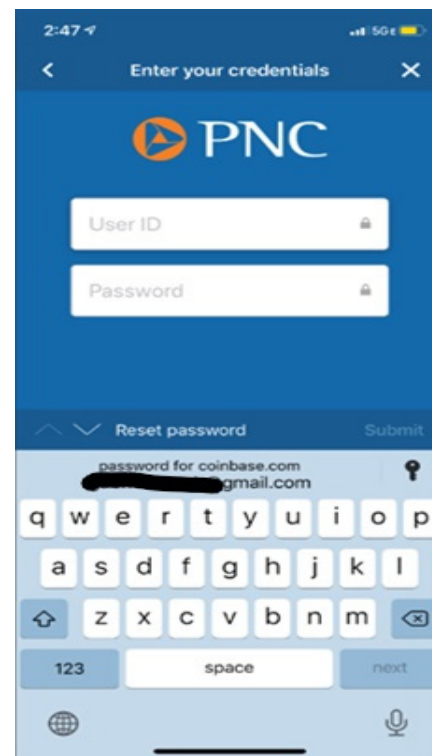 2:47
5GE
Enter your credentials
PNC
User ID
Password
Reset password Submit
password for coinbase.com
@gmail.com
q w e r t y u i o p
a s d f g h j k l
z x c v b n m
123 space next